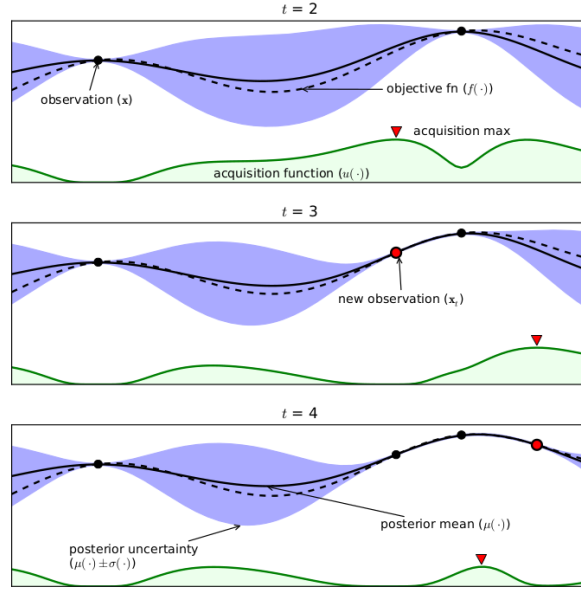 t = 2
observation (x)
objective fn (f(·))
acquisition max
acquisition function (u(·))
t = 3
new observation (xₜ)
t = 4
posterior mean (μ(·))
posterior uncertainty
(μ(·) ±σ(·))